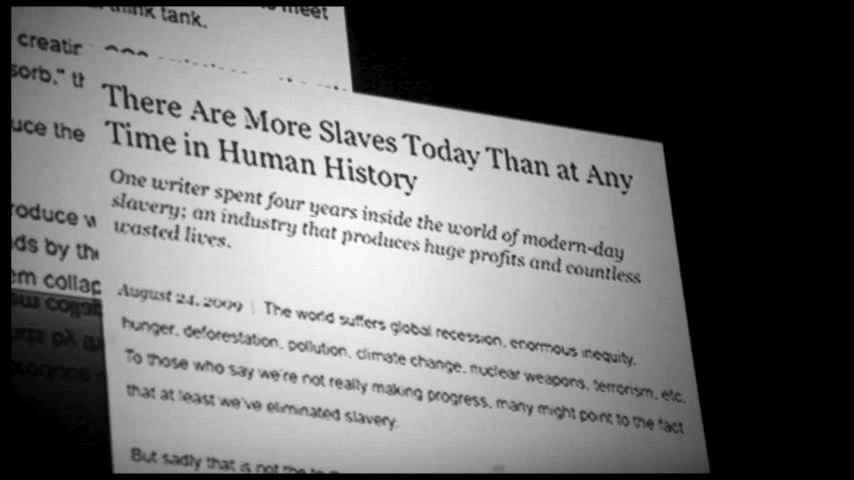 think tank.
meet
creatin
sorb," th
uce the
roduce w
ds by the
em collap
There Are More Slaves Today Than at Any
Time in Human History
One writer spent four years inside the world of modern-day
slavery; an industry that produces huge profits and countless
wasted lives.
August 24, 2009 | The world suffers global recession, enormous inequity,
hunger, deforestation, pollution, climate change, nuclear weapons, terrorism, etc.
To those who say we're not really making progress, many might point to the fact
that at least we've eliminated slavery.
But sadly that is not the